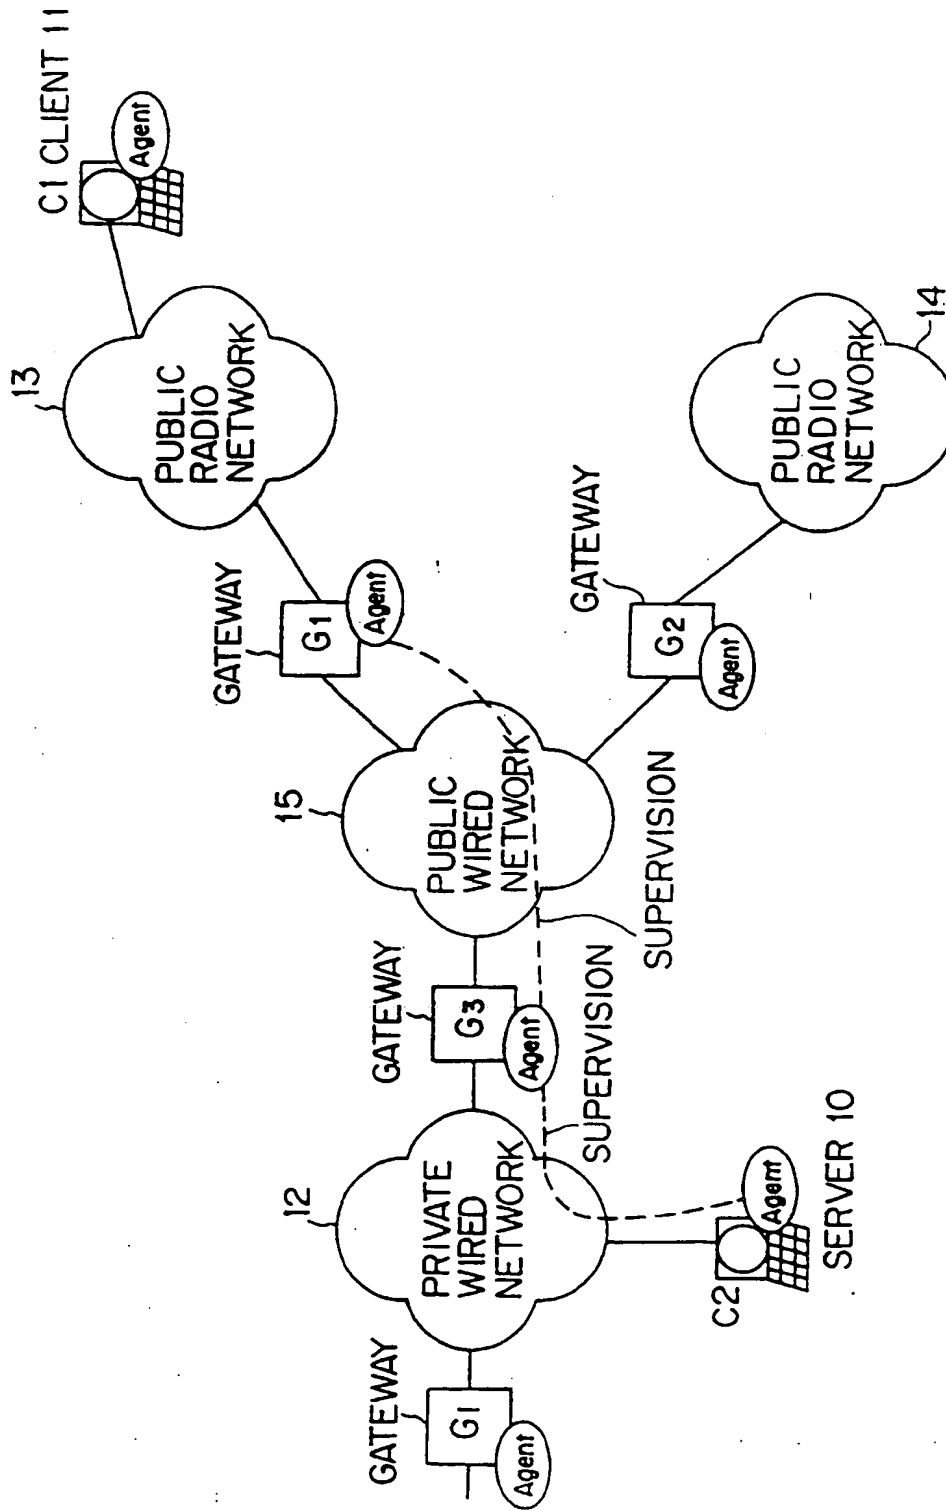 C1 CLIENT 11
Agent
13
PUBLIC
RADIO
NETWORK
GATEWAY
G1
Agent
15
PUBLIC
WIRED
NETWORK
GATEWAY
G2
Agent
PUBLIC
RADIO
NETWORK
14
GATEWAY
G3
Agent
SUPERVISION
SUPERVISION
12
PRIVATE
WIRED
NETWORK
GATEWAY
G1
Agent
C2
Agent
SERVER 10